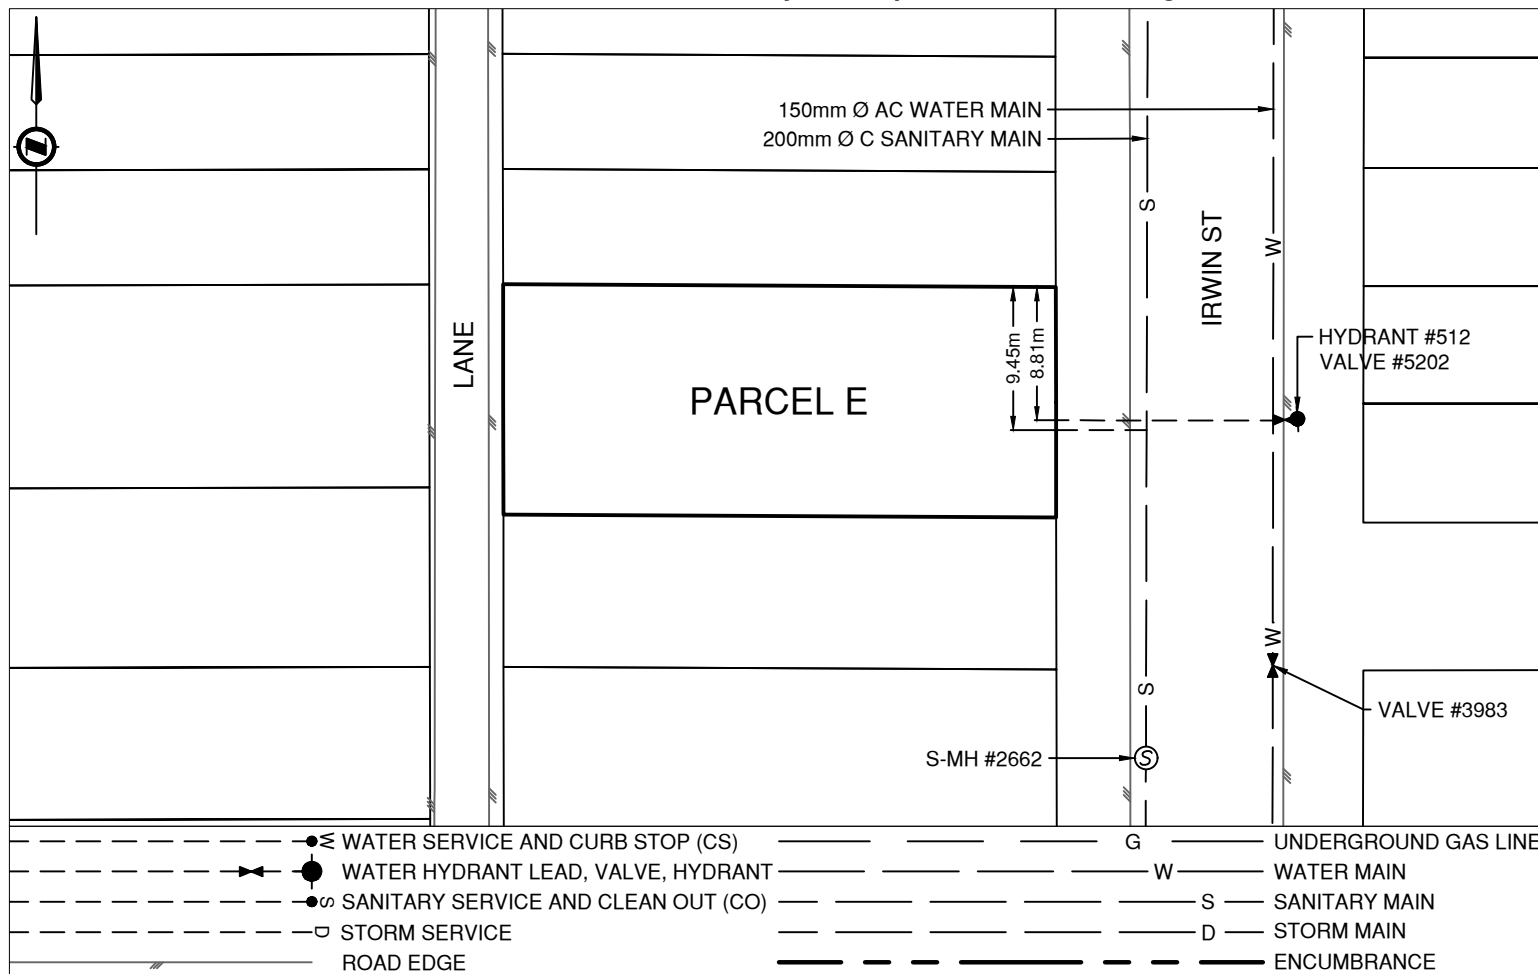 150mm Ø AC WATER MAIN
200mm Ø C SANITARY MAIN
S
W
IRWIN ST
LANE
9.45m
8.81m
HYDRANT #512
VALVE #5202
PARCEL E
W
S
VALVE #3983
S-MH #2662
S
W WATER SERVICE AND CURB STOP (CS)
G UNDERGROUND GAS LINE
WATER HYDRANT LEAD, VALVE, HYDRANT
W WATER MAIN
S SANITARY SERVICE AND CLEAN OUT (CO)
S SANITARY MAIN
D STORM SERVICE
D STORM MAIN
ROAD EDGE
ENCUMBRANCE